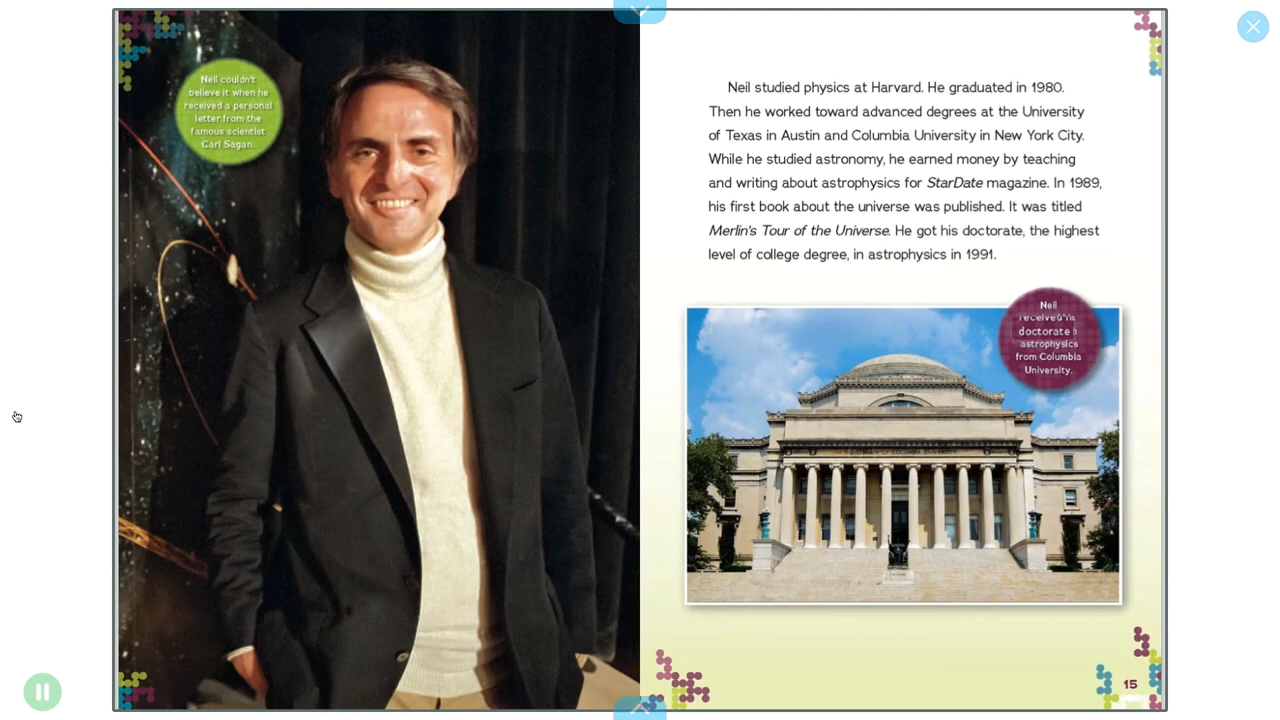 Neil couldn't
believe it when he
received a personal
letter from the
famous scientist
Carl Sagan.
Neil studied physics at Harvard. He graduated in 1980.
Then he worked toward advanced degrees at the University
of Texas in Austin and Columbia University in New York City.
While he studied astronomy, he earned money by teaching
and writing about astrophysics for StarDate magazine. In 1989,
his first book about the universe was published. It was titled
Merlin's Tour of the Universe. He got his doctorate, the highest
level of college degree, in astrophysics in 1991.
Neil
received
doctorate
astrophysics
from Columbia
University.
15